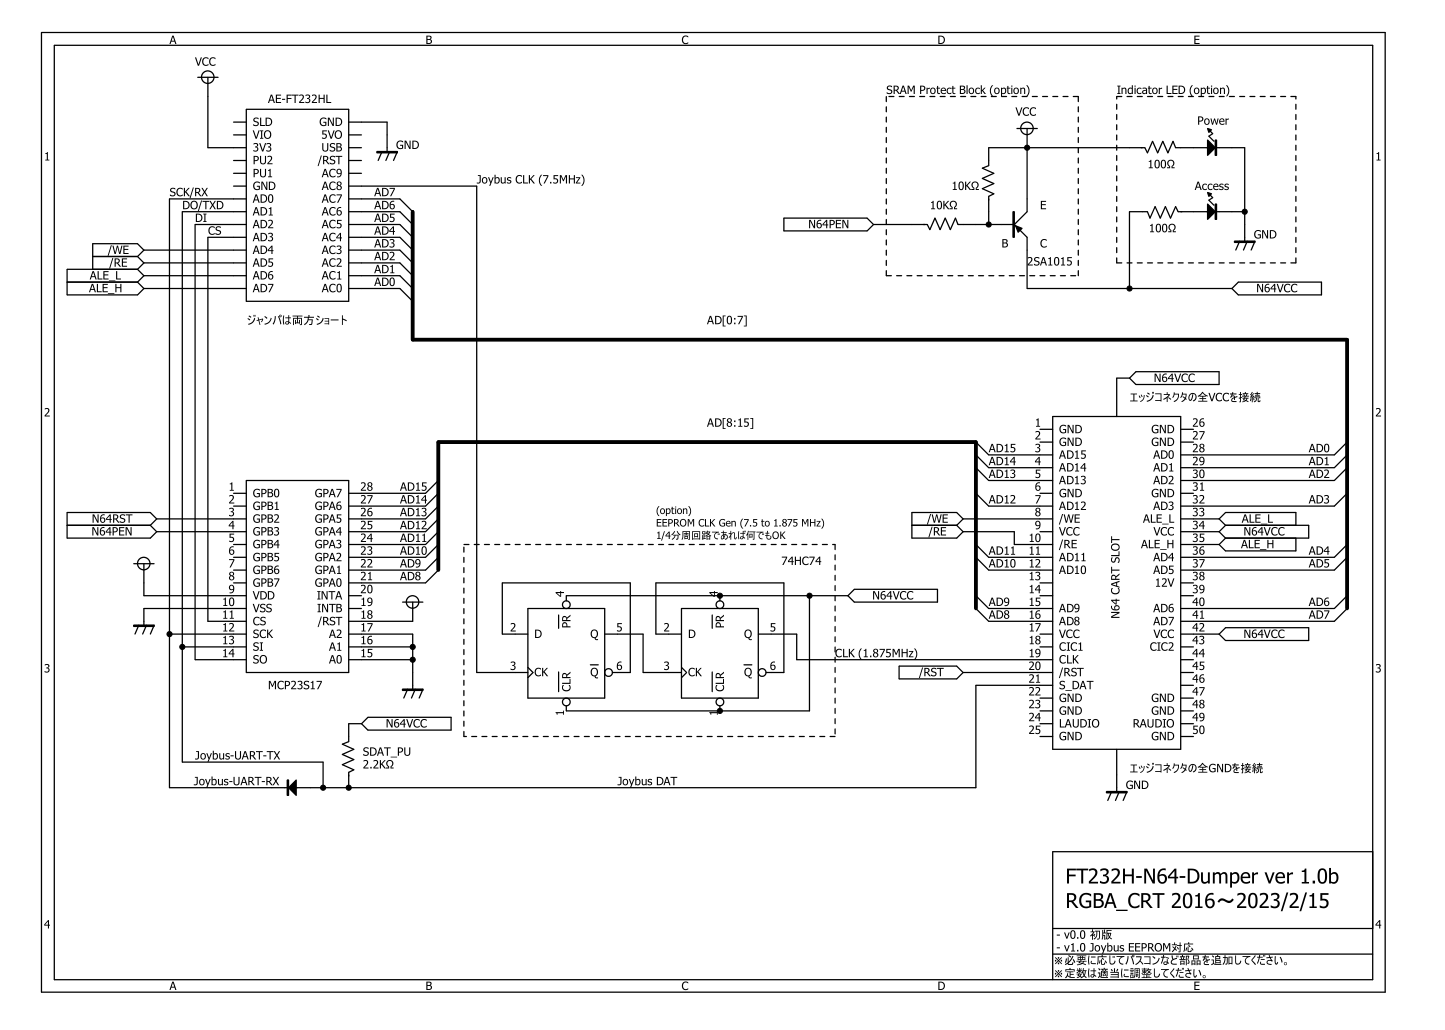 A B C D E
1 1
2 2
3 3
4 4
A B C D E
VCC
AE-FT232HL
SLD GND
VIO 5VO
3V3 USB
PU2 /RST
PU1 AC9
GND AC8
AD0 AC7
AD1 AC6
AD2 AC5
AD3 AC4
AD4 AC3
AD5 AC2
AD6 AC1
AD7 AC0
SCK/RX
DO/TXD
DI
CS
/WE
/RE
ALE_L
ALE_H
GND
AD7
AD6
AD5
AD4
AD3
AD2
AD1
AD0
ジャンパは両方ショート
Joybus CLK (7.5MHz)
SRAM Protect Block (option)
VCC
10KΩ
10KΩ
N64PEN
E
B C
2SA1015
Indicator LED (option)
Power
100Ω
Access
100Ω
GND
N64VCC
AD[0:7]
AD[8:15]
N64VCC
エッジコネクタの全VCCを接続
1 GND GND 26
2 GND GND 27
AD15 3 AD15 AD0 28 AD0
AD14 4 AD14 AD1 29 AD1
AD13 5 AD13 AD2 30 AD2
6 GND GND 31
AD12 7 AD12 AD3 32 AD3
/WE 8 /WE ALE_L 33 ALE_L
9 VCC VCC 34 N64VCC
/RE 10 /RE ALE_H 35 ALE_H
AD11 11 AD11 AD4 36 AD4
AD10 12 AD10 AD5 37 AD5
13 12V 38
14 39
AD9 15 AD9 AD6 40 AD6
AD8 16 AD8 AD7 41 AD7
17 VCC VCC 42 N64VCC
18 CIC1 CIC2 43
CLK (1.875MHz) 19 CLK 44
/RST 20 /RST 45
21 S_DAT 46
22 GND GND 47
23 GND GND 48
24 LAUDIO RAUDIO 49
25 GND GND 50
N64 CART SLOT
エッジコネクタの全GNDを接続
GND
1 GPB0 GPA7 28 AD15
2 GPB1 GPA6 27 AD14
N64RST 3 GPB2 GPA5 26 AD13
N64PEN 4 GPB3 GPA4 25 AD12
5 GPB4 GPA3 24 AD11
6 GPB5 GPA2 23 AD10
7 GPB6 GPA1 22 AD9
8 GPB7 GPA0 21 AD8
9 VDD INTA 20
10 VSS INTB 19
11 CS /RST 18
12 SCK A2 17
13 SI A1 16
14 SO A0 15
MCP23S17
(option)
EEPROM CLK Gen (7.5 to 1.875 MHz)
1/4分周回路であれば何でもOK
74HC74
N64VCC
4 4
PR PR
2 D Q 5 2 D Q 5
3 CK Q 6 3 CK Q 6
CLR CLR
1 1
N64VCC
SDAT_PU
2.2KΩ
Joybus-UART-TX
Joybus-UART-RX
Joybus DAT
FT232H-N64-Dumper ver 1.0b
RGBA_CRT 2016～2023/2/15
- v0.0 初版
- v1.0 Joybus EEPROM対応
※必要に応じてパスコンなど部品を追加してください。
※定数は適当に調整してください。